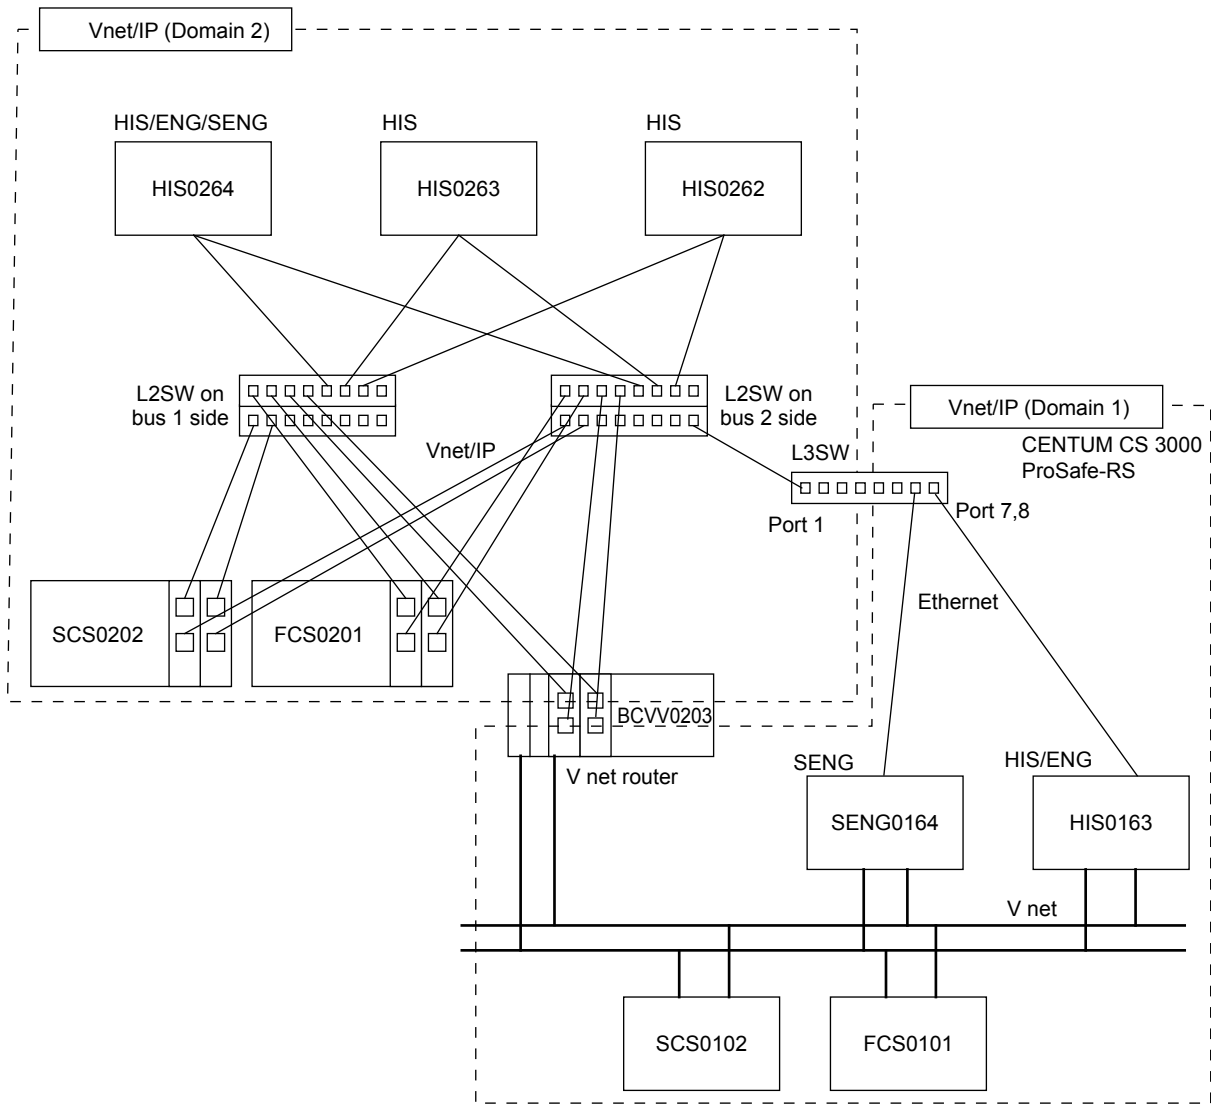 Vnet/IP (Domain 2)
HIS/ENG/SENG
HIS
HIS
HIS0264
HIS0263
HIS0262
L2SW on
bus 1 side
L2SW on
bus 2 side
Vnet/IP (Domain 1)
CENTUM CS 3000
ProSafe-RS
Vnet/IP
L3SW
Port 1
Port 7,8
Ethernet
SCS0202
FCS0201
BCVV0203
V net router
SENG
HIS/ENG
SENG0164
HIS0163
V net
SCS0102
FCS0101